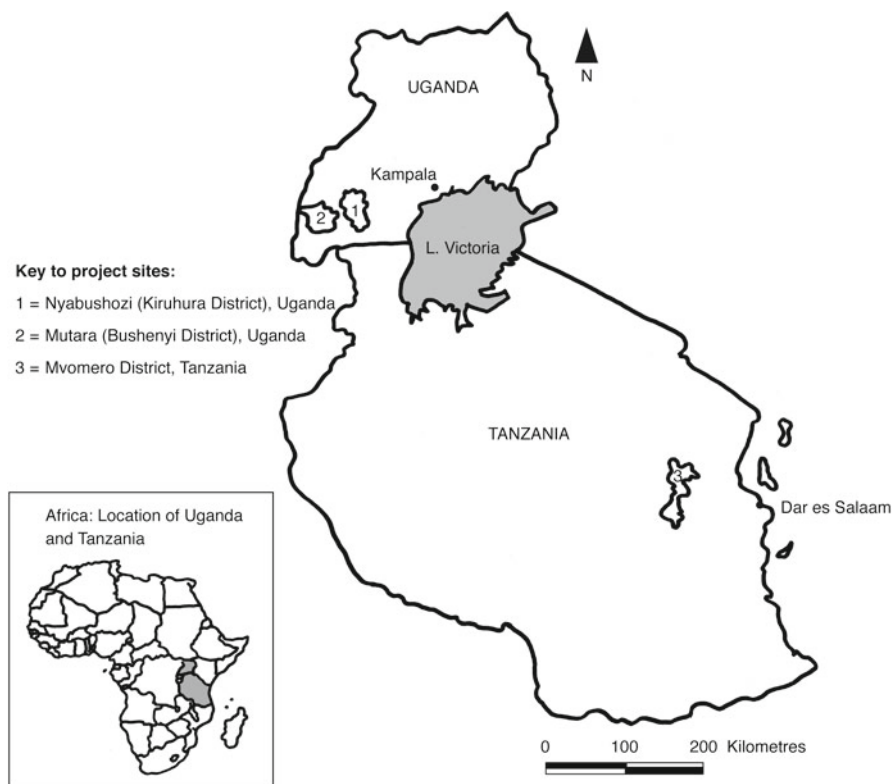 N
UGANDA
Kampala
2
1
L. Victoria
Key to project sites:
1 = Nyabushozi (Kiruhura District), Uganda
2 = Mutara (Bushenyi District), Uganda
3 = Mvomero District, Tanzania
TANZANIA
3
Dar es Salaam
Africa: Location of Uganda
and Tanzania
0 100 200 Kilometres